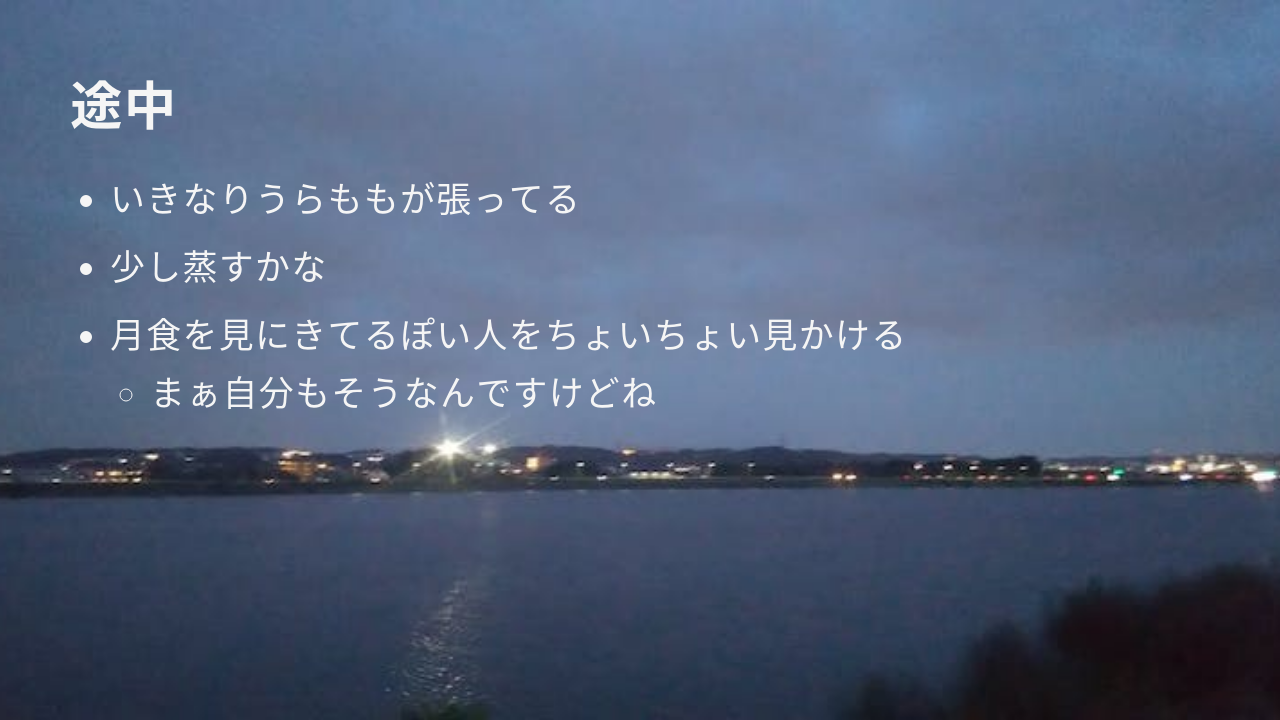 途中
いきなりうらももが張ってる
少し蒸すかな
月食を見にきてるぽい人をちょいちょい見かける
まぁ自分もそうなんですけどね